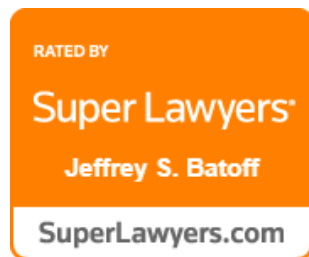 RATED BY
Super Lawyers®
Jeffrey S. Batoff
SuperLawyers.com